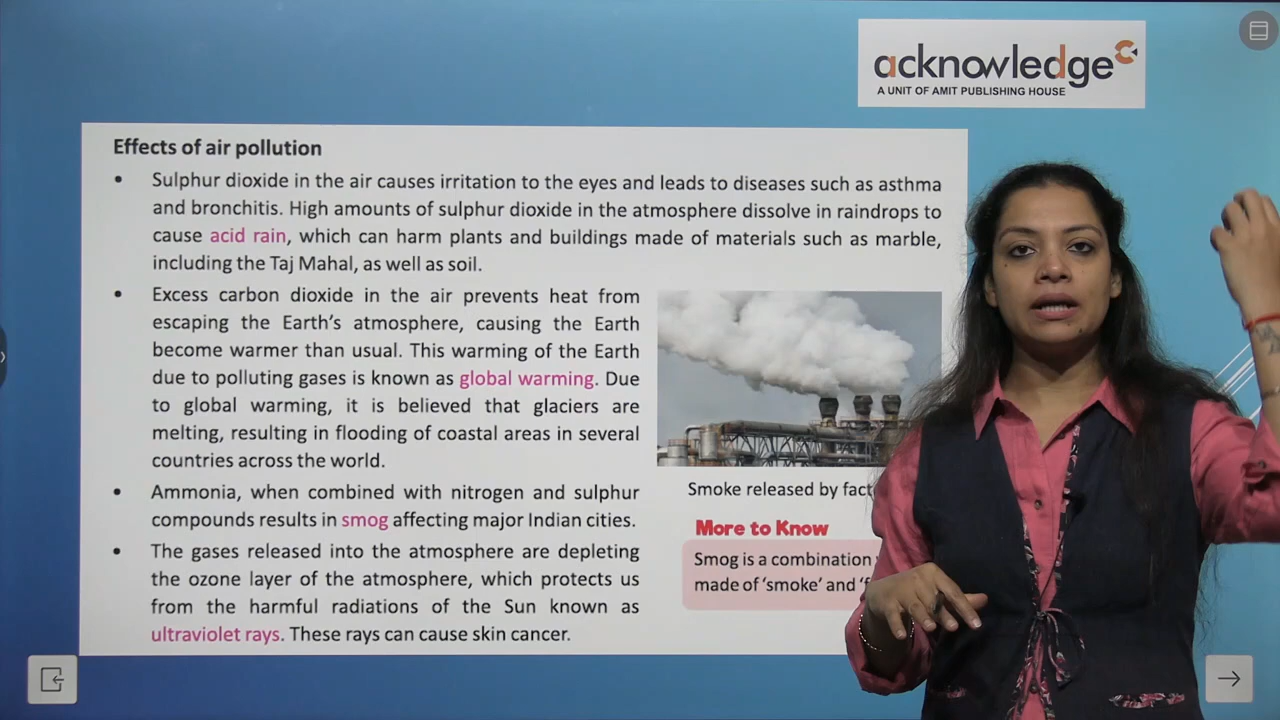 acknowledge
A UNIT OF AMIT PUBLISHING HOUSE
Effects of air pollution
• Sulphur dioxide in the air causes irritation to the eyes and leads to diseases such as asthma
and bronchitis. High amounts of sulphur dioxide in the atmosphere dissolve in raindrops to
cause acid rain, which can harm plants and buildings made of materials such as marble,
including the Taj Mahal, as well as soil.
• Excess carbon dioxide in the air prevents heat from
escaping the Earth's atmosphere, causing the Earth
become warmer than usual. This warming of the Earth
due to polluting gases is known as global warming. Due
to global warming, it is believed that glaciers are
melting, resulting in flooding of coastal areas in several
countries across the world.
• Ammonia, when combined with nitrogen and sulphur
compounds results in smog affecting major Indian cities.
• The gases released into the atmosphere are depleting
the ozone layer of the atmosphere, which protects us
from the harmful radiations of the Sun known as
ultraviolet rays. These rays can cause skin cancer.
Smoke released by
More to Know
Smog is a combination
made of 'smoke' and